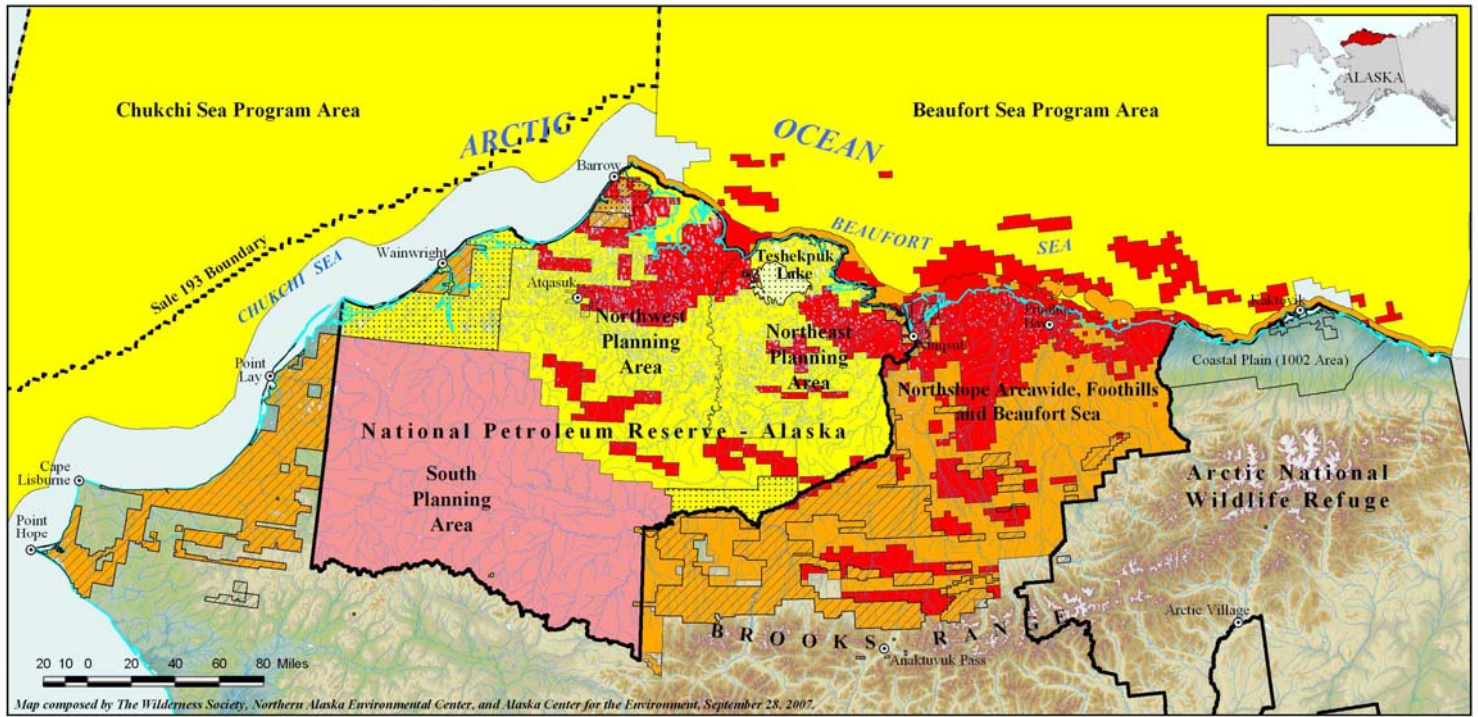 ALASKA
Chukchi Sea Program Area
Beaufort Sea Program Area
ARCTIC
OCEAN
Barrow
BEAUFORT
SEA
Wainwright
Sale 193 Boundary
CHUKCHI SEA
Teshekpuk
Lake
Atqasuk
Kaktovik
Northwest
Planning
Area
Northeast
Planning
Area
Prudhoe
Bay
Nuiqsut
Coastal Plain (1002 Area)
Point
Lay
Northslope Areawide, Foothills
and Beaufort Sea
National Petroleum Reserve - Alaska
Cape
Lisburne
South
Planning
Area
Arctic National
Wildlife Refuge
Point
Hope
Arctic Village
BROOKS RANGE
Anaktuvuk Pass
20 10 0 20 40 60 80 Miles
Map composed by The Wilderness Society, Northern Alaska Environmental Center, and Alaska Center for the Environment, September 28, 2007.